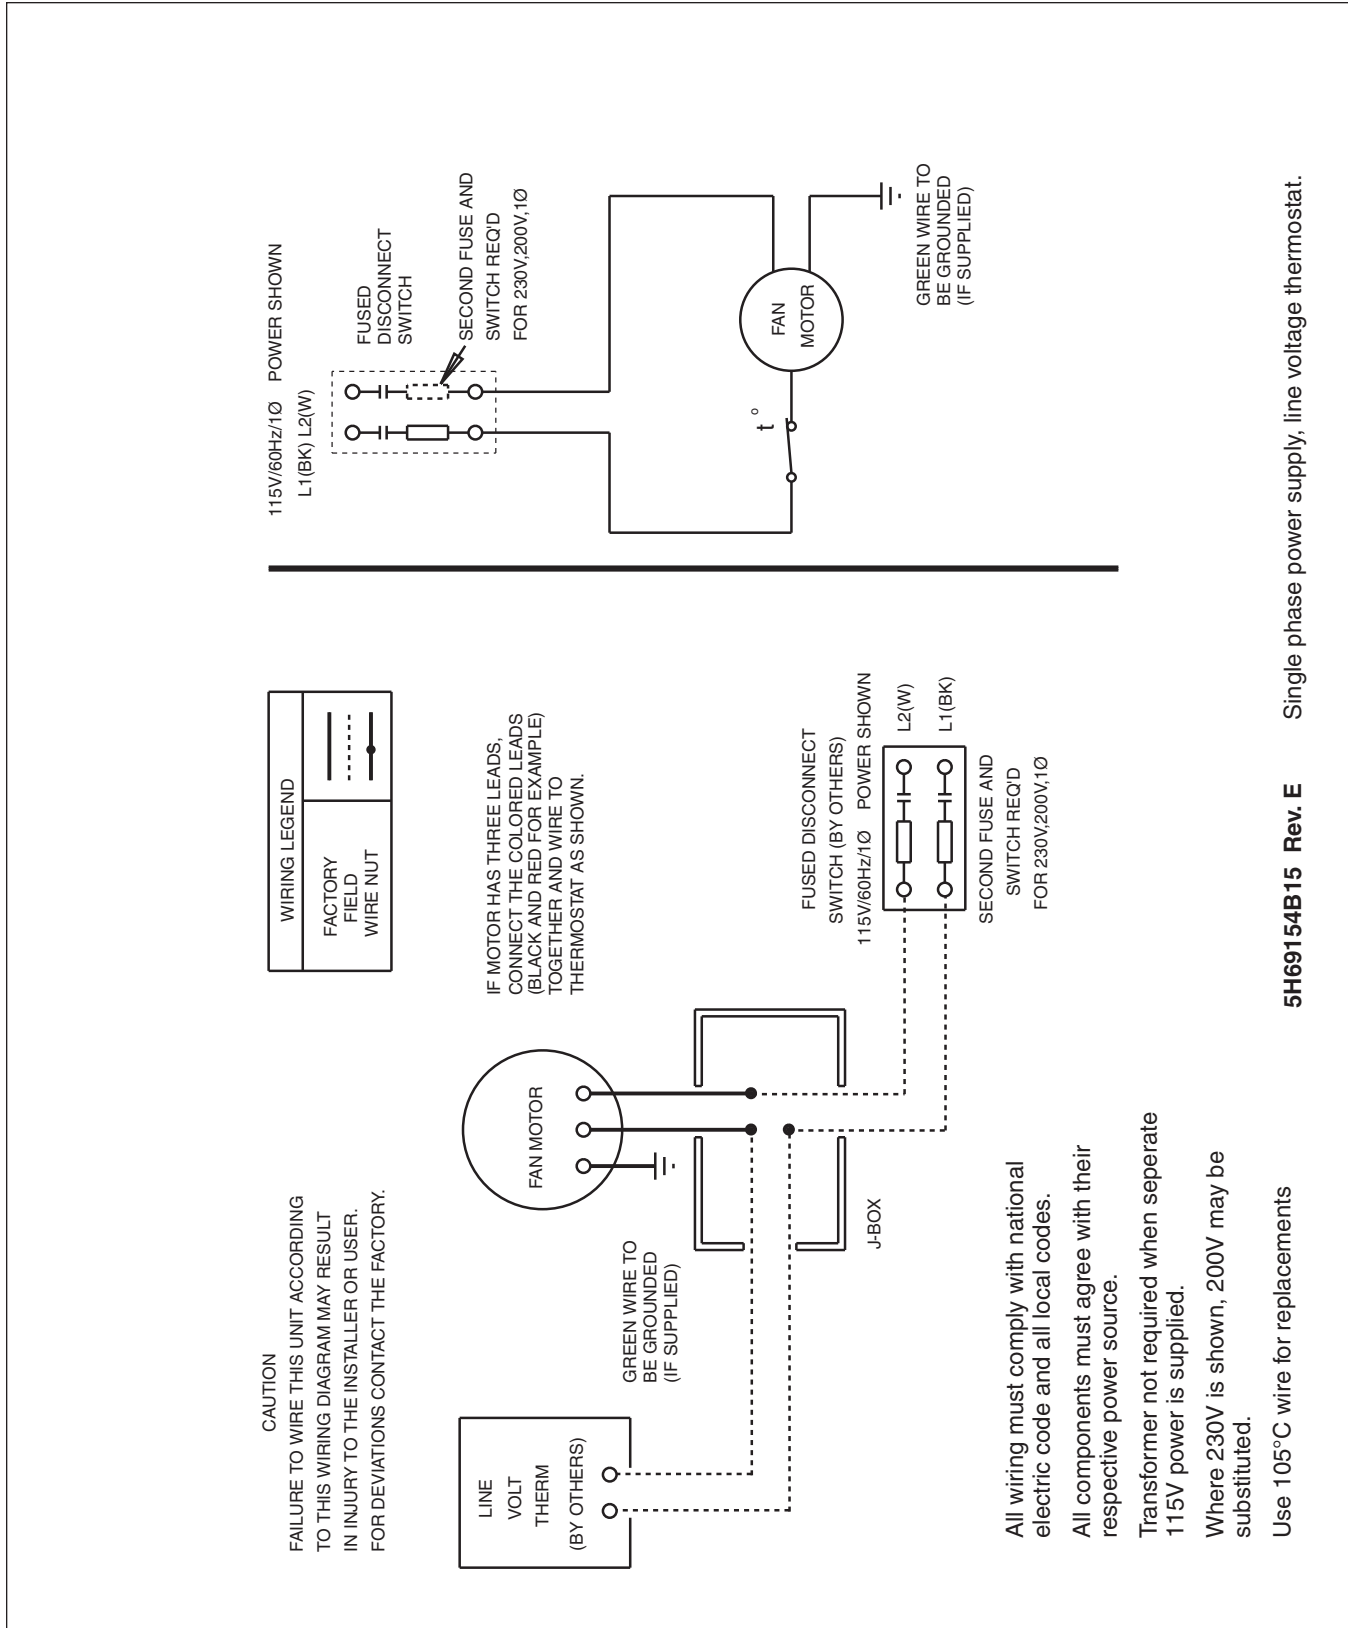 CAUTION
FAILURE TO WIRE THIS UNIT ACCORDING
TO THIS WIRING DIAGRAM MAY RESULT
IN INJURY TO THE INSTALLER OR USER.
FOR DEVIATIONS CONTACT THE FACTORY.
WIRING LEGEND
FACTORY
FIELD
WIRE NUT
LINE
VOLT
THERM
(BY OTHERS)
GREEN WIRE TO
BE GROUNDED
(IF SUPPLIED)
FAN MOTOR
J-BOX
IF MOTOR HAS THREE LEADS,
CONNECT THE COLORED LEADS
(BLACK AND RED FOR EXAMPLE)
TOGETHER AND WIRE TO
THERMOSTAT AS SHOWN.
FUSED DISCONNECT
SWITCH (BY OTHERS)
115V/60Hz/1Ø POWER SHOWN
L2(W)
L1(BK)
SECOND FUSE AND
SWITCH REQ'D
FOR 230V,200V,1Ø
115V/60Hz/1Ø POWER SHOWN
L1(BK) L2(W)
FUSED
DISCONNECT
SWITCH
SECOND FUSE AND
SWITCH REQ'D
FOR 230V,200V,1Ø
t°
FAN
MOTOR
GREEN WIRE TO
BE GROUNDED
(IF SUPPLIED)
All wiring must comply with national
electric code and all local codes.
All components must agree with their
respective power source.
Transformer not required when seperate
115V power is supplied.
Where 230V is shown, 200V may be
substituted.
Use 105°C wire for replacements
5H69154B15 Rev. E Single phase power supply, line voltage thermostat.